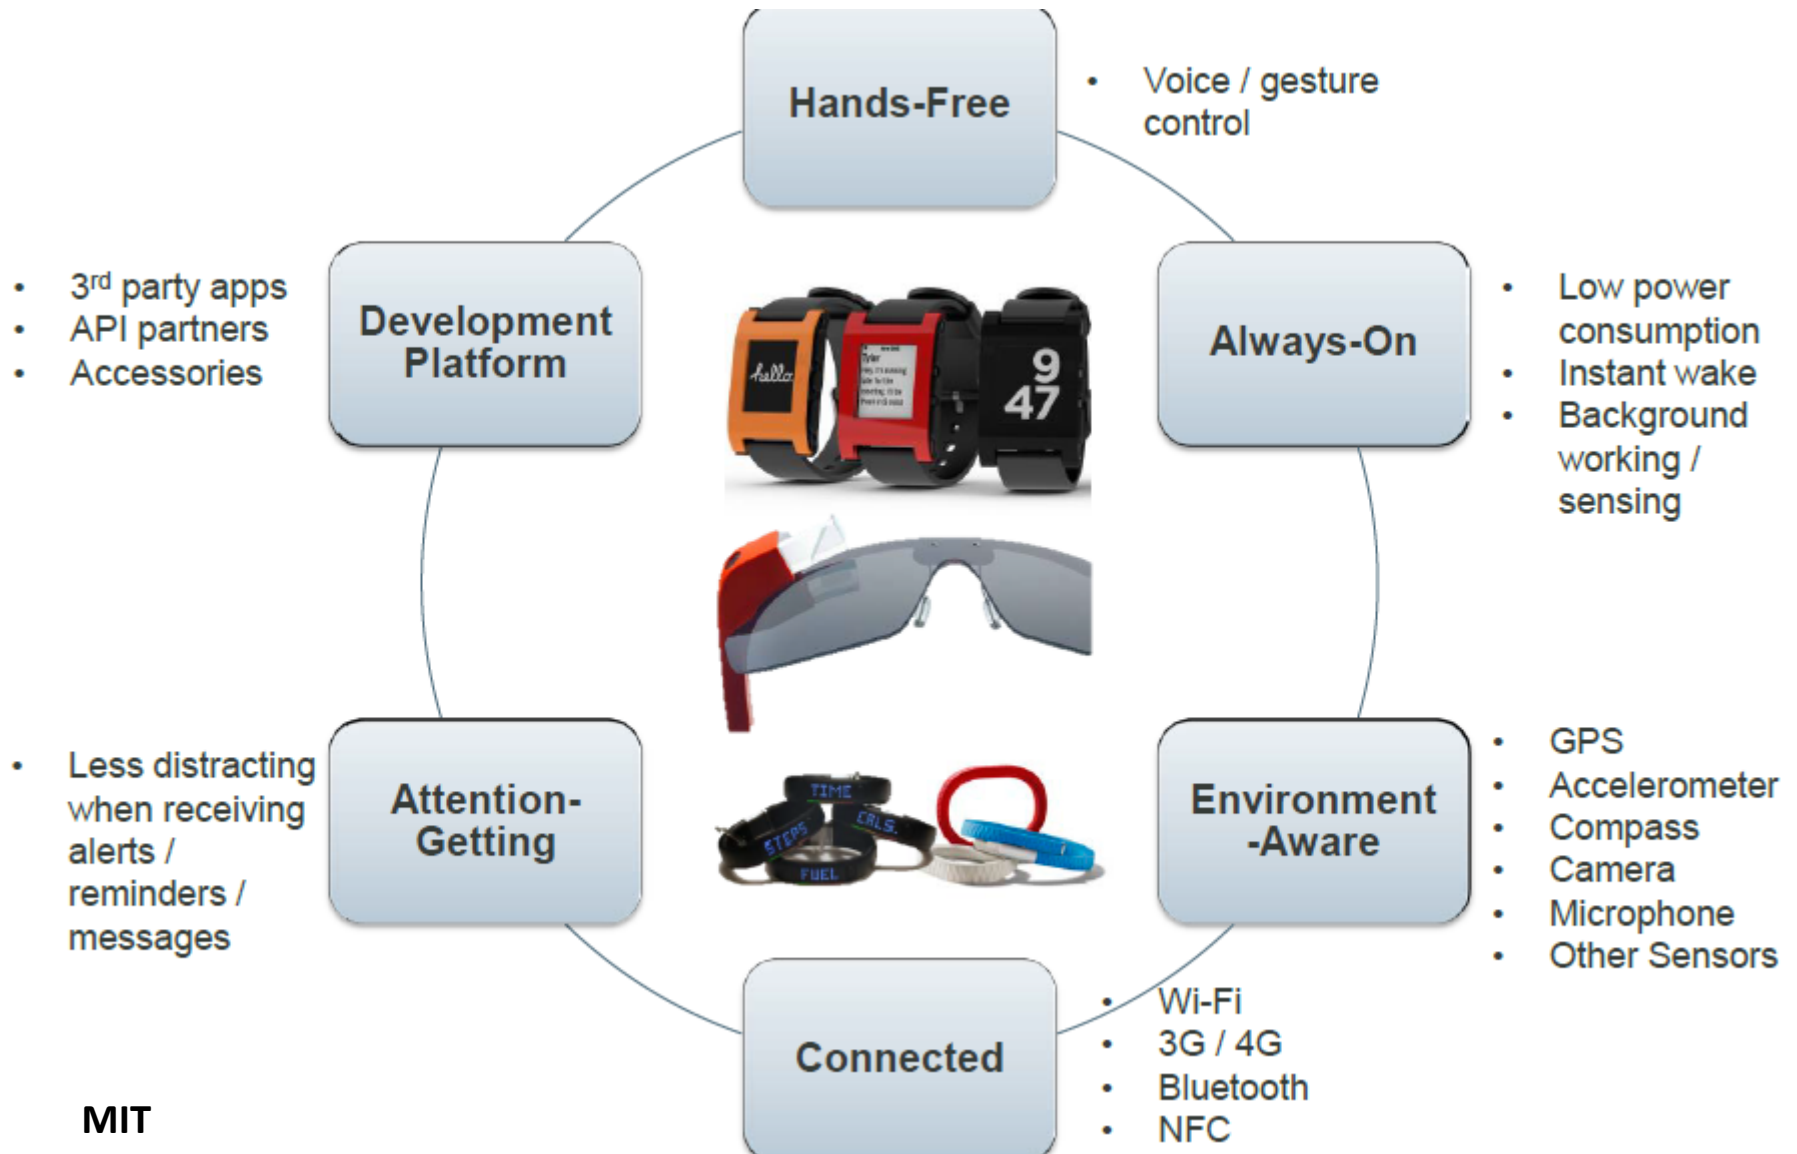 Hands-Free
• Voice / gesture
control
Development
Platform
• 3rd party apps
• API partners
• Accessories
Always-On
• Low power
consumption
• Instant wake
• Background
working /
sensing
hello
Tyler
9
47
Attention-
Getting
• Less distracting
when receiving
alerts /
reminders /
messages
TIME
STEPS
CALS.
FUEL
Environment
-Aware
• GPS
• Accelerometer
• Compass
• Camera
• Microphone
• Other Sensors
Connected
• Wi-Fi
• 3G / 4G
• Bluetooth
• NFC
MIT